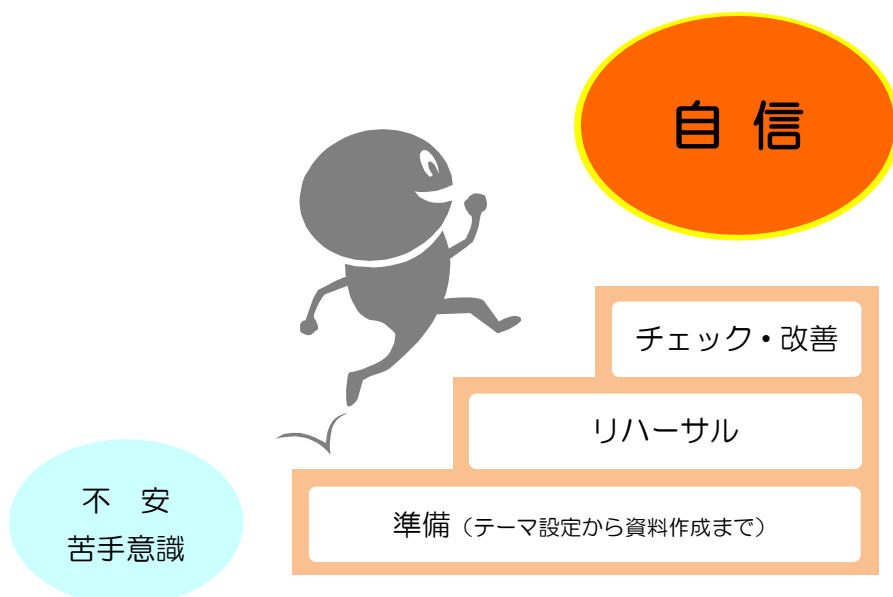 自 信
チェック・改善
リハーサル
準備（テーマ設定から資料作成まで）
不　安
苦手意識